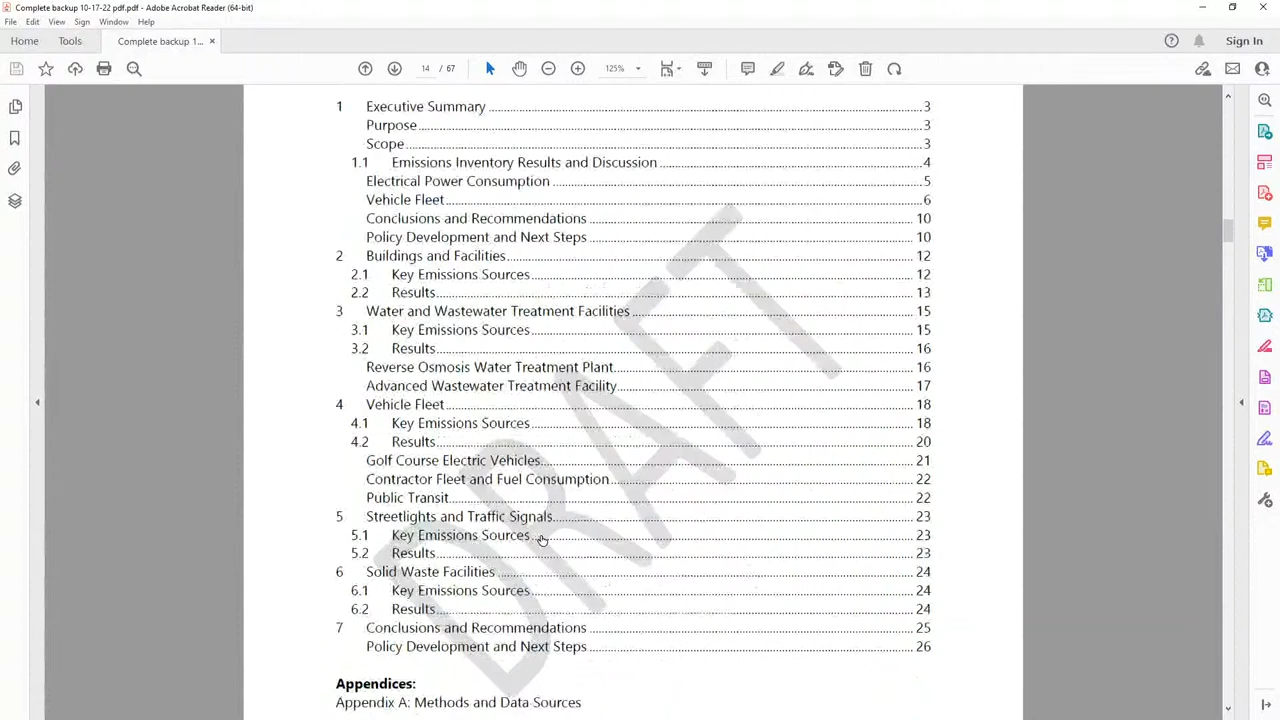 Complete backup 10-17-22 pdf.pdf - Adobe Acrobat Reader (64-bit)
File Edit View Sign Window Help
Home Tools Complete backup 1... × Sign In
14 / 67 125%
1 Executive Summary 3
Purpose 3
Scope 3
1.1 Emissions Inventory Results and Discussion 4
Electrical Power Consumption 5
Vehicle Fleet 6
Conclusions and Recommendations 10
Policy Development and Next Steps 10
2 Buildings and Facilities 12
2.1 Key Emissions Sources 12
2.2 Results 13
3 Water and Wastewater Treatment Facilities 15
3.1 Key Emissions Sources 15
3.2 Results 16
Reverse Osmosis Water Treatment Plant 16
Advanced Wastewater Treatment Facility 17
4 Vehicle Fleet 18
4.1 Key Emissions Sources 18
4.2 Results 20
Golf Course Electric Vehicles 21
Contractor Fleet and Fuel Consumption 22
Public Transit 22
5 Streetlights and Traffic Signals 23
5.1 Key Emissions Sources 23
5.2 Results 23
6 Solid Waste Facilities 24
6.1 Key Emissions Sources 24
6.2 Results 24
7 Conclusions and Recommendations 25
Policy Development and Next Steps 26
Appendices:
Appendix A: Methods and Data Sources
DRAFT